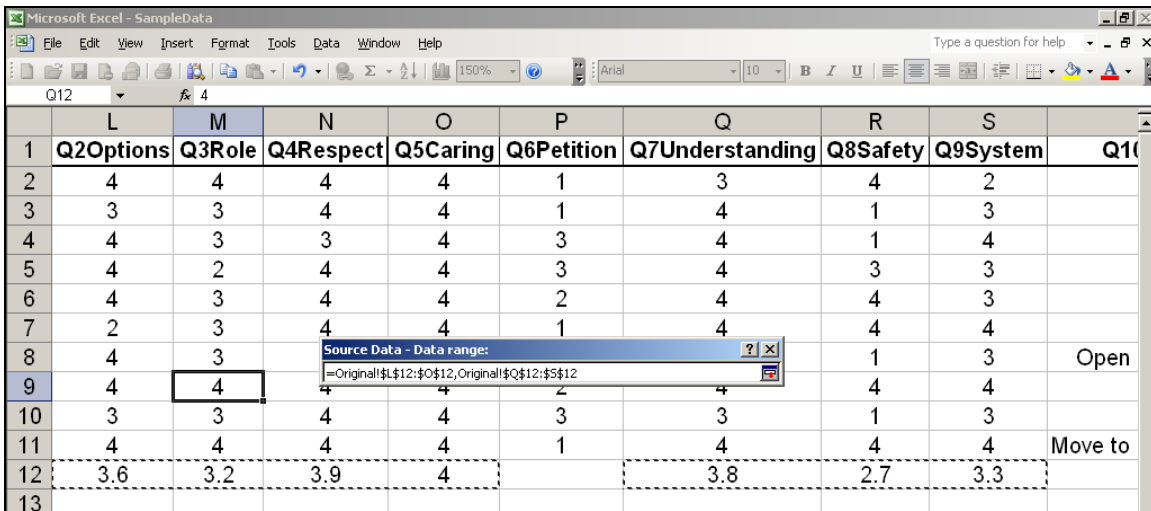 Microsoft Excel - SampleData
File Edit View Insert Format Tools Data Window Help Type a question for help
150% Arial 10 B I U A
Q12 fx 4
L M N O P Q R S
1 Q2Options Q3Role Q4Respect Q5Caring Q6Petition Q7Understanding Q8Safety Q9System Q10
2 4 4 4 4 1 3 4 2
3 3 3 4 4 1 4 1 3
4 4 3 3 4 3 4 1 4
5 4 2 4 4 3 4 3 3
6 4 3 4 4 2 4 4 3
7 2 3 4 4 1 4 4 4
Source Data - Data range:
8 4 3 1 3 Open
=Original!$L$12:$O$12,Original!$Q$12:$S$12
9 4 4 4 4 2 4 4 4
10 3 3 4 4 3 3 1 3
11 4 4 4 4 1 4 4 4 Move to
12 3.6 3.2 3.9 4 3.8 2.7 3.3
13